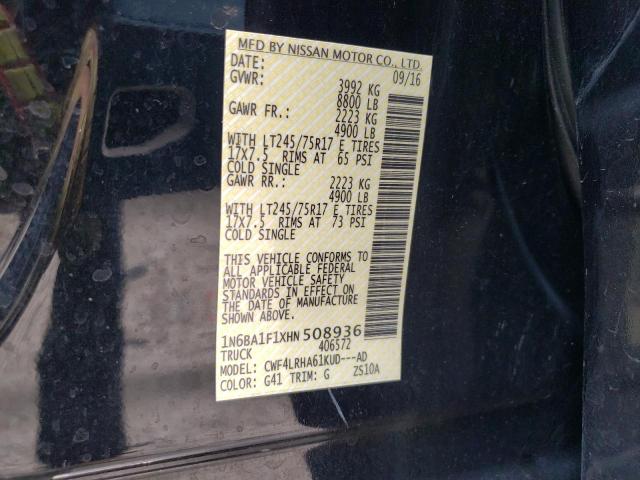 MFD BY NISSAN MOTOR CO., LTD.
DATE: 09/16
GVWR: 3992 KG
8800 LB
GAWR FR.: 2223 KG
4900 LB
WITH LT245/75R17 E TIRES
17X7.5 RIMS AT 65 PSI
COLD SINGLE
GAWR RR.: 2223 KG
4900 LB
WITH LT245/75R17 E TIRES
17X7.5 RIMS AT 73 PSI
COLD SINGLE
THIS VEHICLE CONFORMS TO
ALL APPLICABLE FEDERAL
MOTOR VEHICLE SAFETY
STANDARDS IN EFFECT ON
THE DATE OF MANUFACTURE
SHOWN ABOVE.
1N6BA1F1XHN508936
406572
TRUCK
MODEL: CWF4LRHA61KUD---AD
COLOR: G41 TRIM: G ZS10A